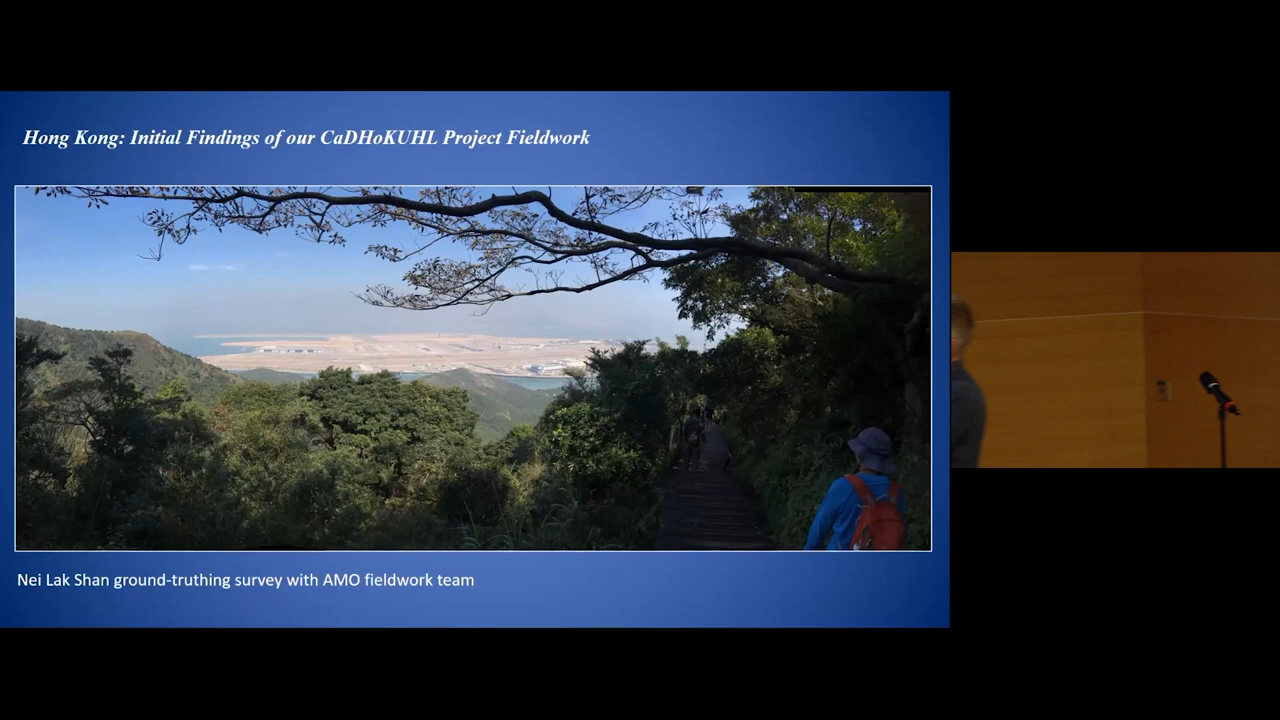 Hong Kong: Initial Findings of our CaDHoKUHL Project Fieldwork
Nei Lak Shan ground-truthing survey with AMO fieldwork team